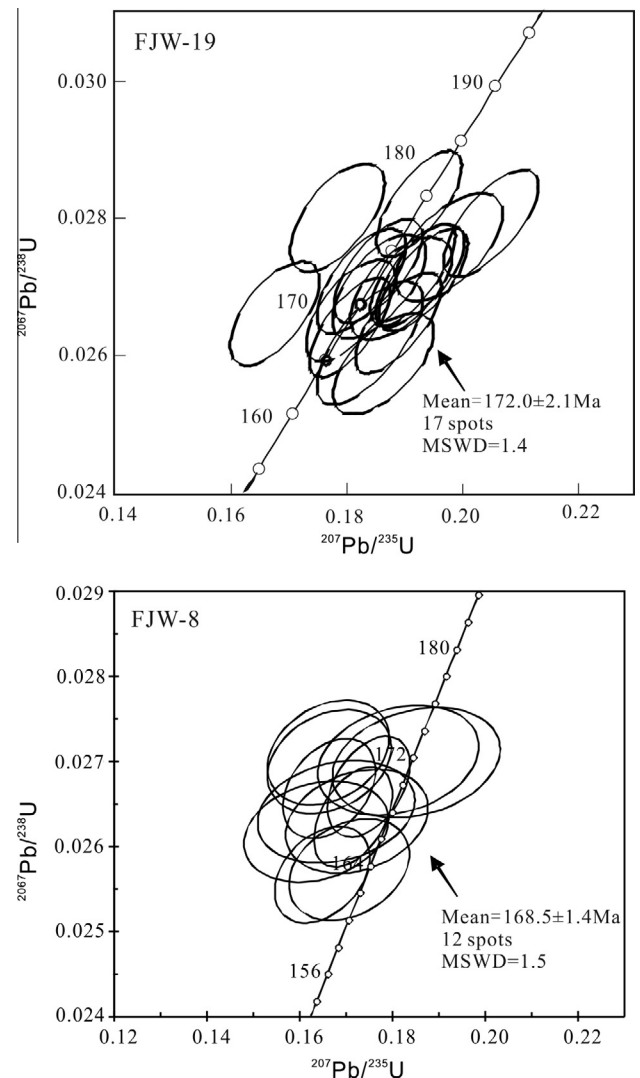 FJW-19
0.030
0.028
0.026
0.024
2067Pb/238U
190
180
170
160
Mean=172.0±2.1Ma
17 spots
MSWD=1.4
0.14
0.16
0.18
0.20
0.22
207Pb/235U
FJW-8
0.029
0.028
0.027
0.026
0.025
0.024
2067Pb/238U
180
172
164
156
Mean=168.5±1.4Ma
12 spots
MSWD=1.5
0.12
0.14
0.16
0.18
0.20
0.22
207Pb/235U